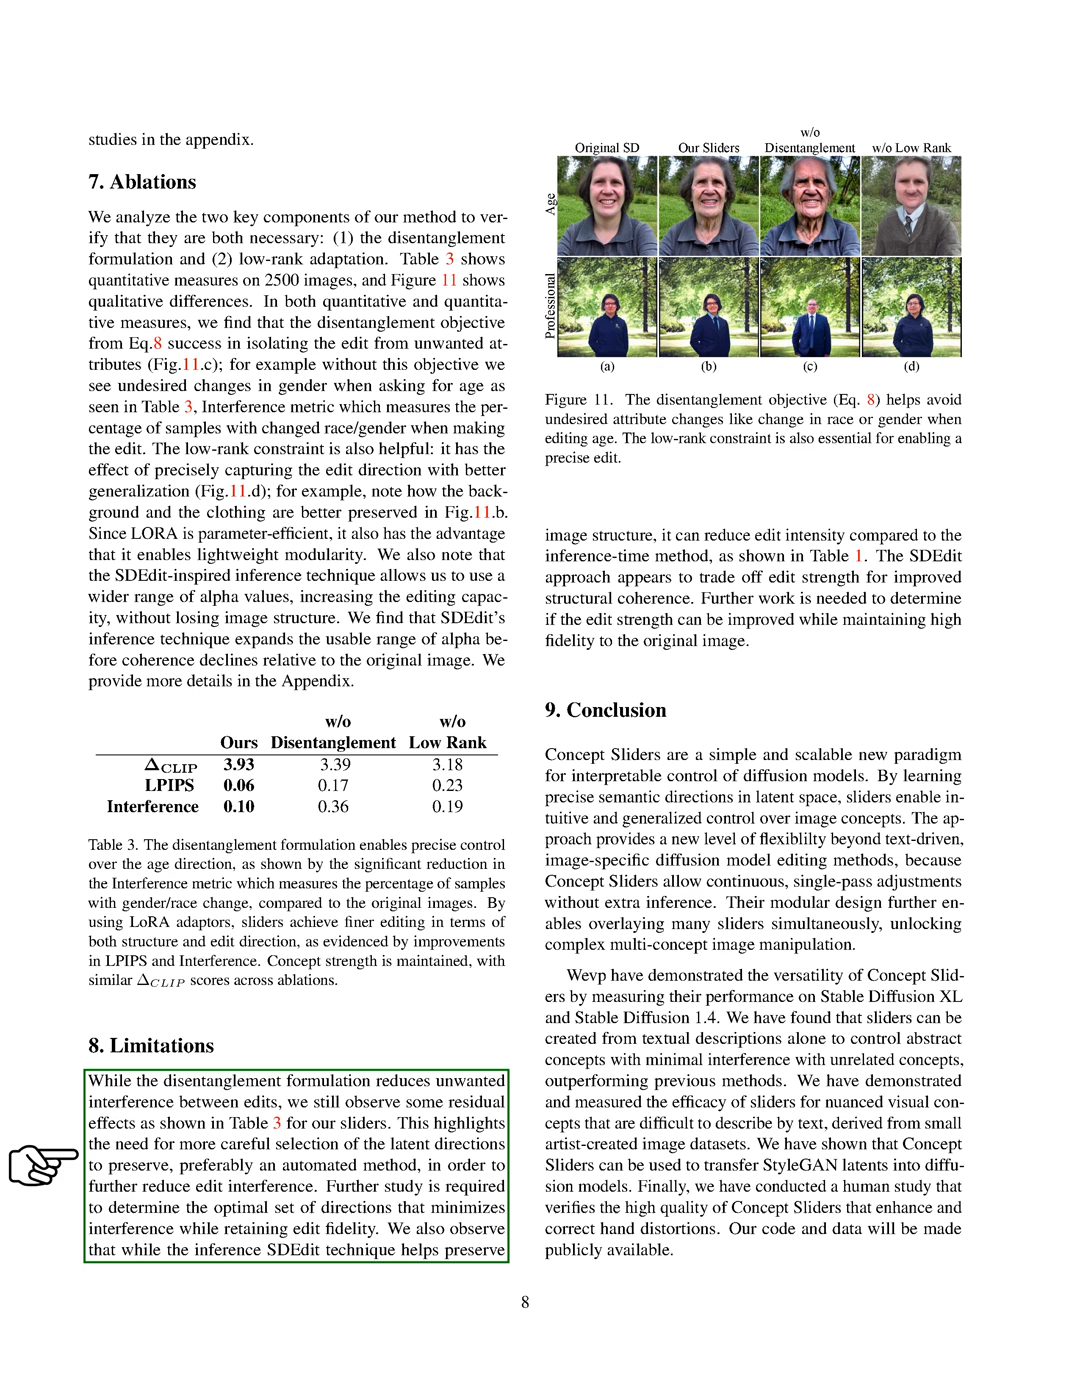 studies in the appendix.
7. Ablations
We analyze the two key components of our method to ver-
ify that they are both necessary: (1) the disentanglement
formulation and (2) low-rank adaptation. Table 3 shows
quantitative measures on 2500 images, and Figure 11 shows
qualitative differences. In both quantitative and quantita-
tive measures, we find that the disentanglement objective
from Eq.8 success in isolating the edit from unwanted at-
tributes (Fig.11.c); for example without this objective we
see undesired changes in gender when asking for age as
seen in Table 3, Interference metric which measures the per-
centage of samples with changed race/gender when making
the edit. The low-rank constraint is also helpful: it has the
effect of precisely capturing the edit direction with better
generalization (Fig.11.d); for example, note how the back-
ground and the clothing are better preserved in Fig.11.b.
Since LORA is parameter-efficient, it also has the advantage
that it enables lightweight modularity. We also note that
the SDEdit-inspired inference technique allows us to use a
wider range of alpha values, increasing the editing capac-
ity, without losing image structure. We find that SDEdit's
inference technique expands the usable range of alpha be-
fore coherence declines relative to the original image. We
provide more details in the Appendix.
w/o w/o
Ours Disentanglement Low Rank
ΔCLIP 3.93 3.39 3.18
LPIPS 0.06 0.17 0.23
Interference 0.10 0.36 0.19
Table 3. The disentanglement formulation enables precise control
over the age direction, as shown by the significant reduction in
the Interference metric which measures the percentage of samples
with gender/race change, compared to the original images. By
using LoRA adaptors, sliders achieve finer editing in terms of
both structure and edit direction, as evidenced by improvements
in LPIPS and Interference. Concept strength is maintained, with
similar ΔCLIP scores across ablations.
8. Limitations
While the disentanglement formulation reduces unwanted
interference between edits, we still observe some residual
effects as shown in Table 3 for our sliders. This highlights
the need for more careful selection of the latent directions
to preserve, preferably an automated method, in order to
further reduce edit interference. Further study is required
to determine the optimal set of directions that minimizes
interference while retaining edit fidelity. We also observe
that while the inference SDEdit technique helps preserve
w/o
Original SD Our Sliders Disentanglement w/o Low Rank
Age
Professional
(a) (b) (c) (d)
Figure 11. The disentanglement objective (Eq. 8) helps avoid
undesired attribute changes like change in race or gender when
editing age. The low-rank constraint is also essential for enabling a
precise edit.
image structure, it can reduce edit intensity compared to the
inference-time method, as shown in Table 1. The SDEdit
approach appears to trade off edit strength for improved
structural coherence. Further work is needed to determine
if the edit strength can be improved while maintaining high
fidelity to the original image.
9. Conclusion
Concept Sliders are a simple and scalable new paradigm
for interpretable control of diffusion models. By learning
precise semantic directions in latent space, sliders enable in-
tuitive and generalized control over image concepts. The ap-
proach provides a new level of flexiblilty beyond text-driven,
image-specific diffusion model editing methods, because
Concept Sliders allow continuous, single-pass adjustments
without extra inference. Their modular design further en-
ables overlaying many sliders simultaneously, unlocking
complex multi-concept image manipulation.
Wevp have demonstrated the versatility of Concept Slid-
ers by measuring their performance on Stable Diffusion XL
and Stable Diffusion 1.4. We have found that sliders can be
created from textual descriptions alone to control abstract
concepts with minimal interference with unrelated concepts,
outperforming previous methods. We have demonstrated
and measured the efficacy of sliders for nuanced visual con-
cepts that are difficult to describe by text, derived from small
artist-created image datasets. We have shown that Concept
Sliders can be used to transfer StyleGAN latents into diffu-
sion models. Finally, we have conducted a human study that
verifies the high quality of Concept Sliders that enhance and
correct hand distortions. Our code and data will be made
publicly available.
8